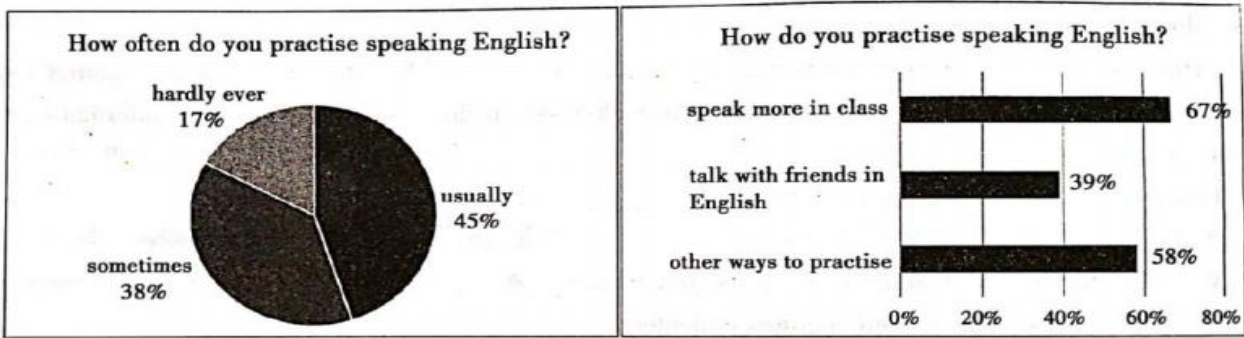 How often do you practise speaking English?
hardly ever
17%
usually
45%
sometimes
38%
How do you practise speaking English?
speak more in class
67%
talk with friends in
English
39%
other ways to practise
58%
0% 20% 40% 60% 80%